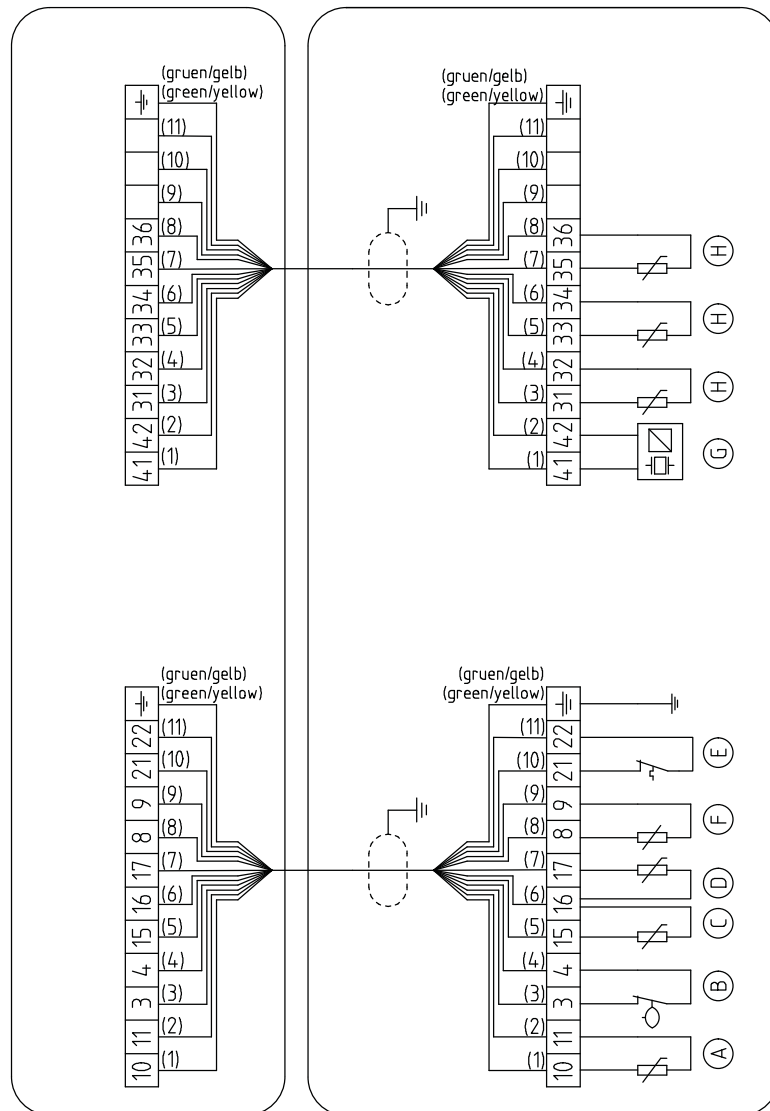 (gruen/gelb)
(green/yellow)
(11)
(10)
(9)
36 (8)
35 (7)
34 (6)
33 (5)
32 (4)
31 (3)
42 (2)
41 (1)
(gruen/gelb)
(green/yellow)
(11)
(10)
(9)
(8) 36
(7) 35 H
(6) 34
(5) 33 H
(4) 32
(3) 31 H
(2) 42
(1) 41 G
(gruen/gelb)
(green/yellow)
22 (11)
21 (10)
9 (9)
8 (8)
17 (7)
16 (6)
15 (5)
4 (4)
3 (3)
11 (2)
10 (1)
(gruen/gelb)
(green/yellow)
(11) 22
(10) 21 E
(9) 9
(8) 8 F
(7) 17
(6) 16 D
(5) 15 C
(4) 4
(3) 3 B
(2) 11
(1) 10 A